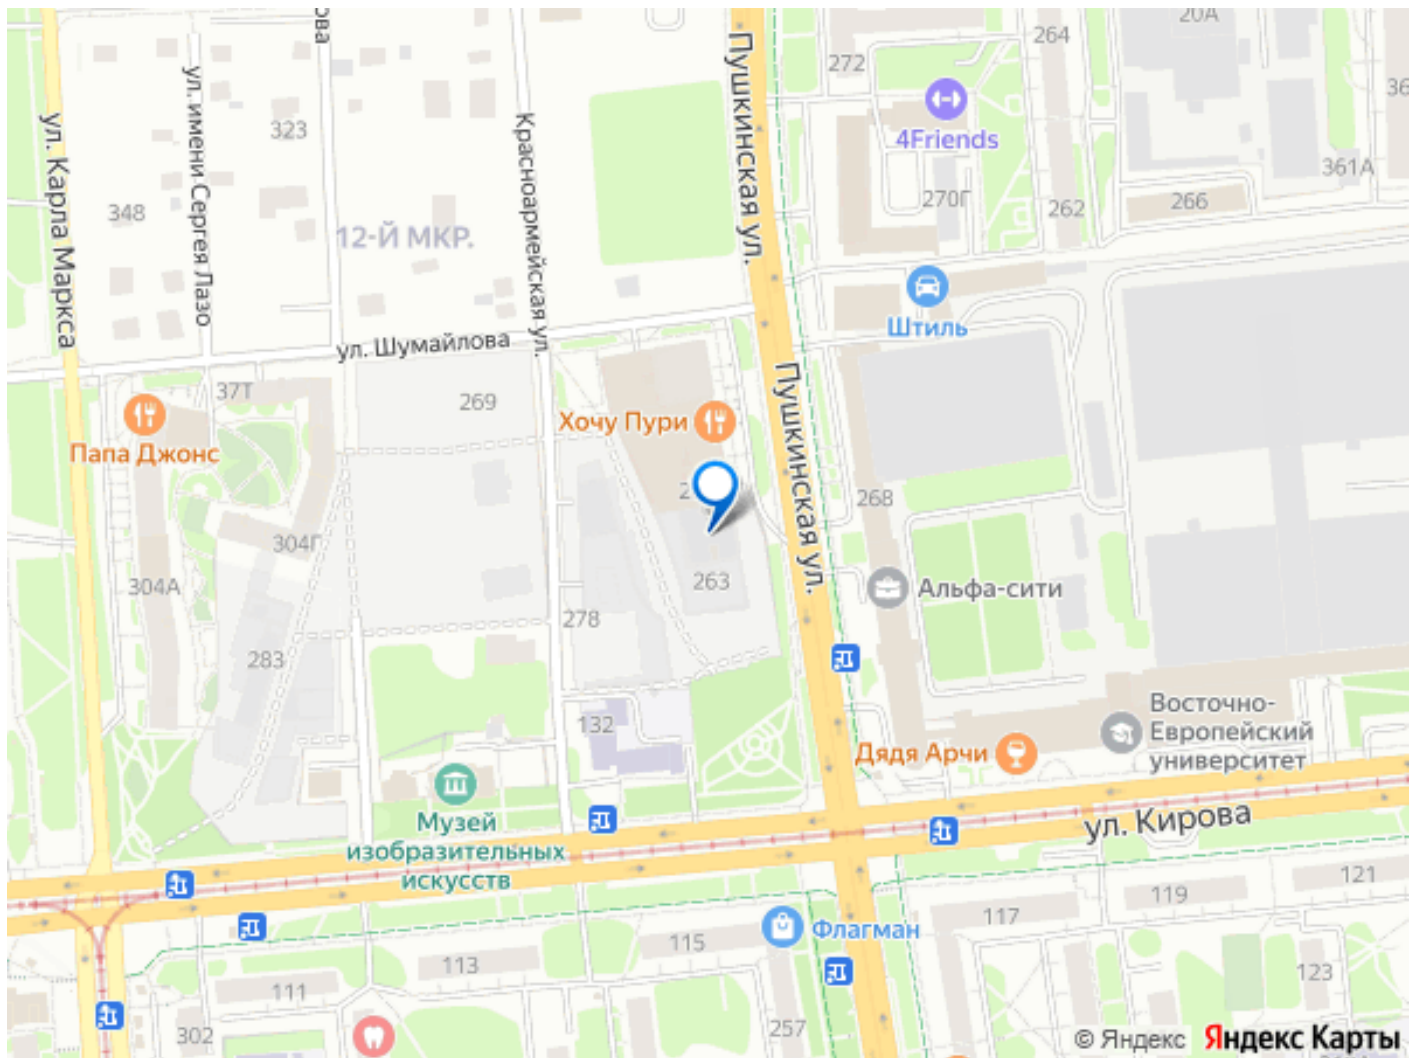 ова
20А
264
272
36
ул. имени Сергея Лазо
Пушкинская ул.
4Friends
ул. Карла Маркса
323
Красноармейская ул.
361А
348
270Г
262
266
12-Й МКР.
Штиль
ул. Шумайлова
37Т
269
Пушкинская ул.
Хочу Пури
Папа Джонс
268
304Г
304А
263
Альфа-сити
278
283
132
Восточно-
Европейский
университет
Дядя Арчи
Музей
изобразительных
искусств
ул. Кирова
121
119
117
115
Флагман
113
111
123
302
257
© Яндекс Яндекс Карты